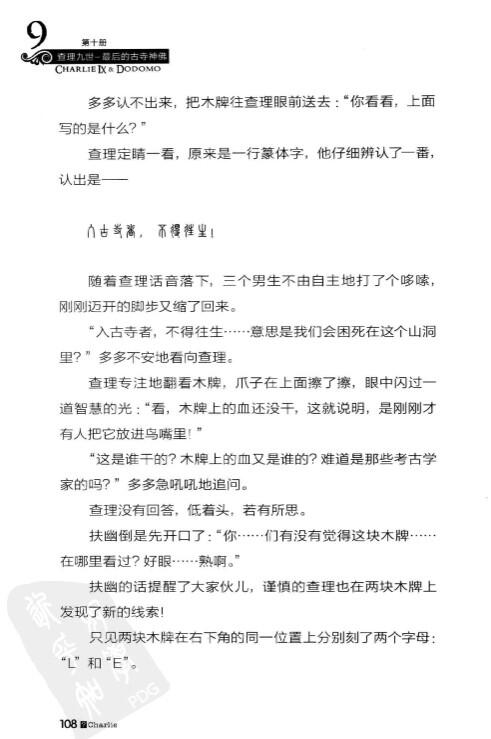 9
第十册
查理九世-最后的古寺神佛
CHARLIE IX & DODOMO
多多认不出来，把木牌往查理眼前送去：“你看看，上面
写的是什么？”
查理定睛一看，原来是一行篆体字，他仔细辨认了一番，
认出是——
入古寺者，不得往生！
随着查理话音落下，三个男生不由自主地打了个哆嗦，
刚刚迈开的脚步又缩了回来。
“入古寺者，不得往生……意思是我们会困死在这个山洞
里？”多多不安地看向查理。
查理专注地翻看木牌，爪子在上面擦了擦，眼中闪过一
道智慧的光：“看，木牌上的血还没干，这就说明，是刚刚才
有人把它放进鸟嘴里！”
“这是谁干的？木牌上的血又是谁的？难道是那些考古学
家的吗？”多多急吼吼地追问。
查理没有回答，低着头，若有所思。
扶幽倒是先开口了：“你……们有没有觉得这块木牌……
在哪里看过？好眼……熟啊。”
扶幽的话提醒了大家伙儿，谨慎的查理也在两块木牌上
发现了新的线索！
只见两块木牌在右下角的同一位置上分别刻了两个字母：
“L”和“E”。
PDG
108 Charlie